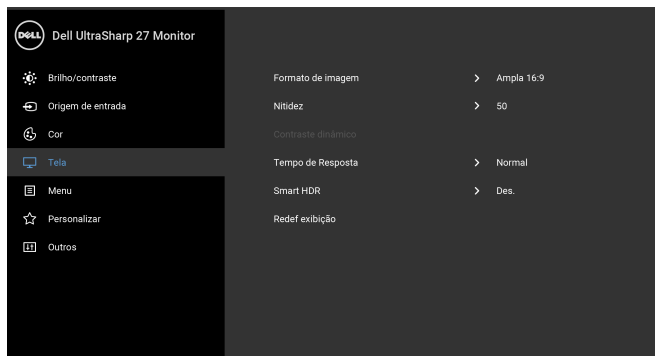 DELL Dell UltraSharp 27 Monitor
Brilho/contraste
Origem de entrada
Cor
Tela
Menu
Personalizar
Outros
Formato de imagem > Ampla 16:9
Nitidez > 50
Contraste dinâmico
Tempo de Resposta > Normal
Smart HDR > Des.
Redef exibição